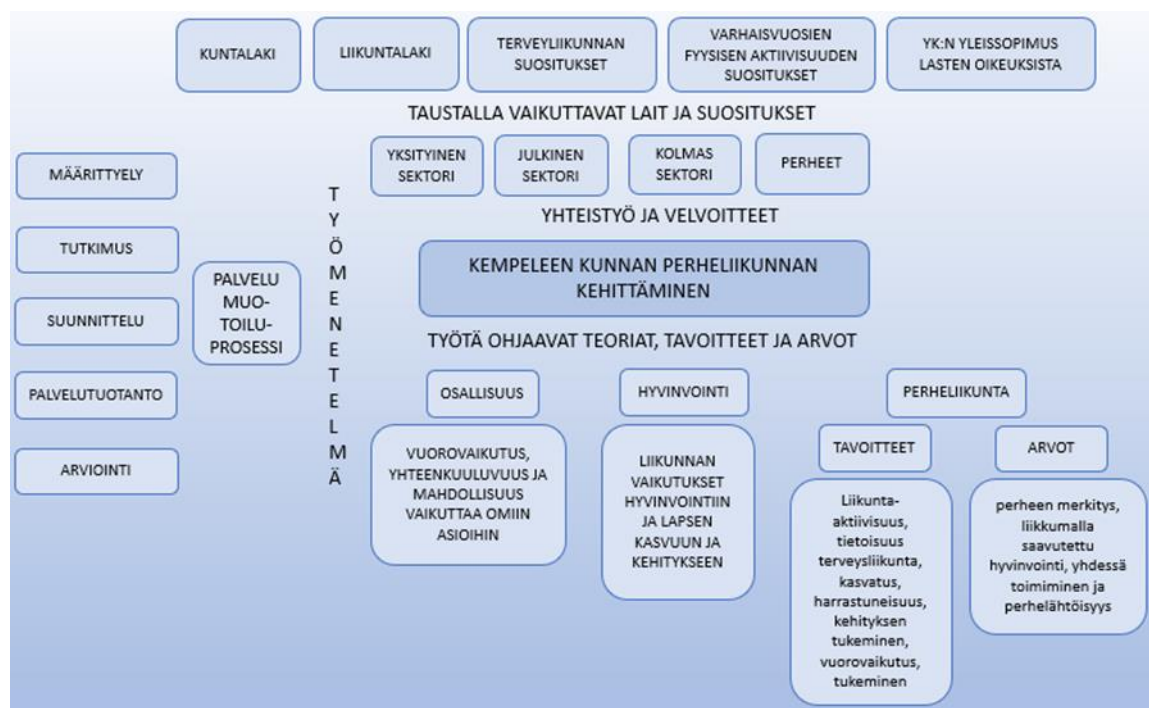 KUNTALAKI
LIIKUNTALAKI
TERVEYLIIKUNNAN
SUOSITUKSET
VARHAISVUOSIEN
FYYSISEN AKTIIVISUUDEN
SUOSITUKSET
YK:N YLEISSOPIMUS
LASTEN OIKEUKSISTA
TAUSTALLA VAIKUTTAVAT LAIT JA SUOSITUKSET
YKSITYINEN
SEKTORI
JULKINEN
SEKTORI
KOLMAS
SEKTORI
PERHEET
YHTEISTYÖ JA VELVOITTEET
MÄÄRITTYELY
TUTKIMUS
SUUNNITTELU
PALVELUTUOTANTO
ARVIOINTI
PALVELU
MUO-
TOILU-
PROSESSI
T
Y
Ö
M
E
N
E
T
E
L
M
Ä
KEMPELEEN KUNNAN PERHELIIKUNNAN
KEHITTÄMINEN
TYÖTÄ OHJAAVAT TEORIAT, TAVOITTEET JA ARVOT
OSALLISUUS
VUOROVAIKUTUS,
YHTEENKUULUVUUS JA
MAHDOLLISUUS
VAIKUTTAA OMIIN
ASIOIHIN
HYVINVOINTI
LIIKUNNAN
VAIKUTUKSET
HYVINVOINTIIN
JA LAPSEN
KASVUUN JA
KEHITYKSEEN
PERHELIIKUNTA
TAVOITTEET
Liikunta-
aktiivisuus,
tietoisuus
terveysliikunta,
kasvatus,
harrastuneisuus,
kehityksen
tukeminen,
vuorovaikutus,
tukeminen
ARVOT
perheen merkitys,
liikkumalla
saavutettu
hyvinvointi, yhdessä
toimiminen ja
perhelähtöisyys